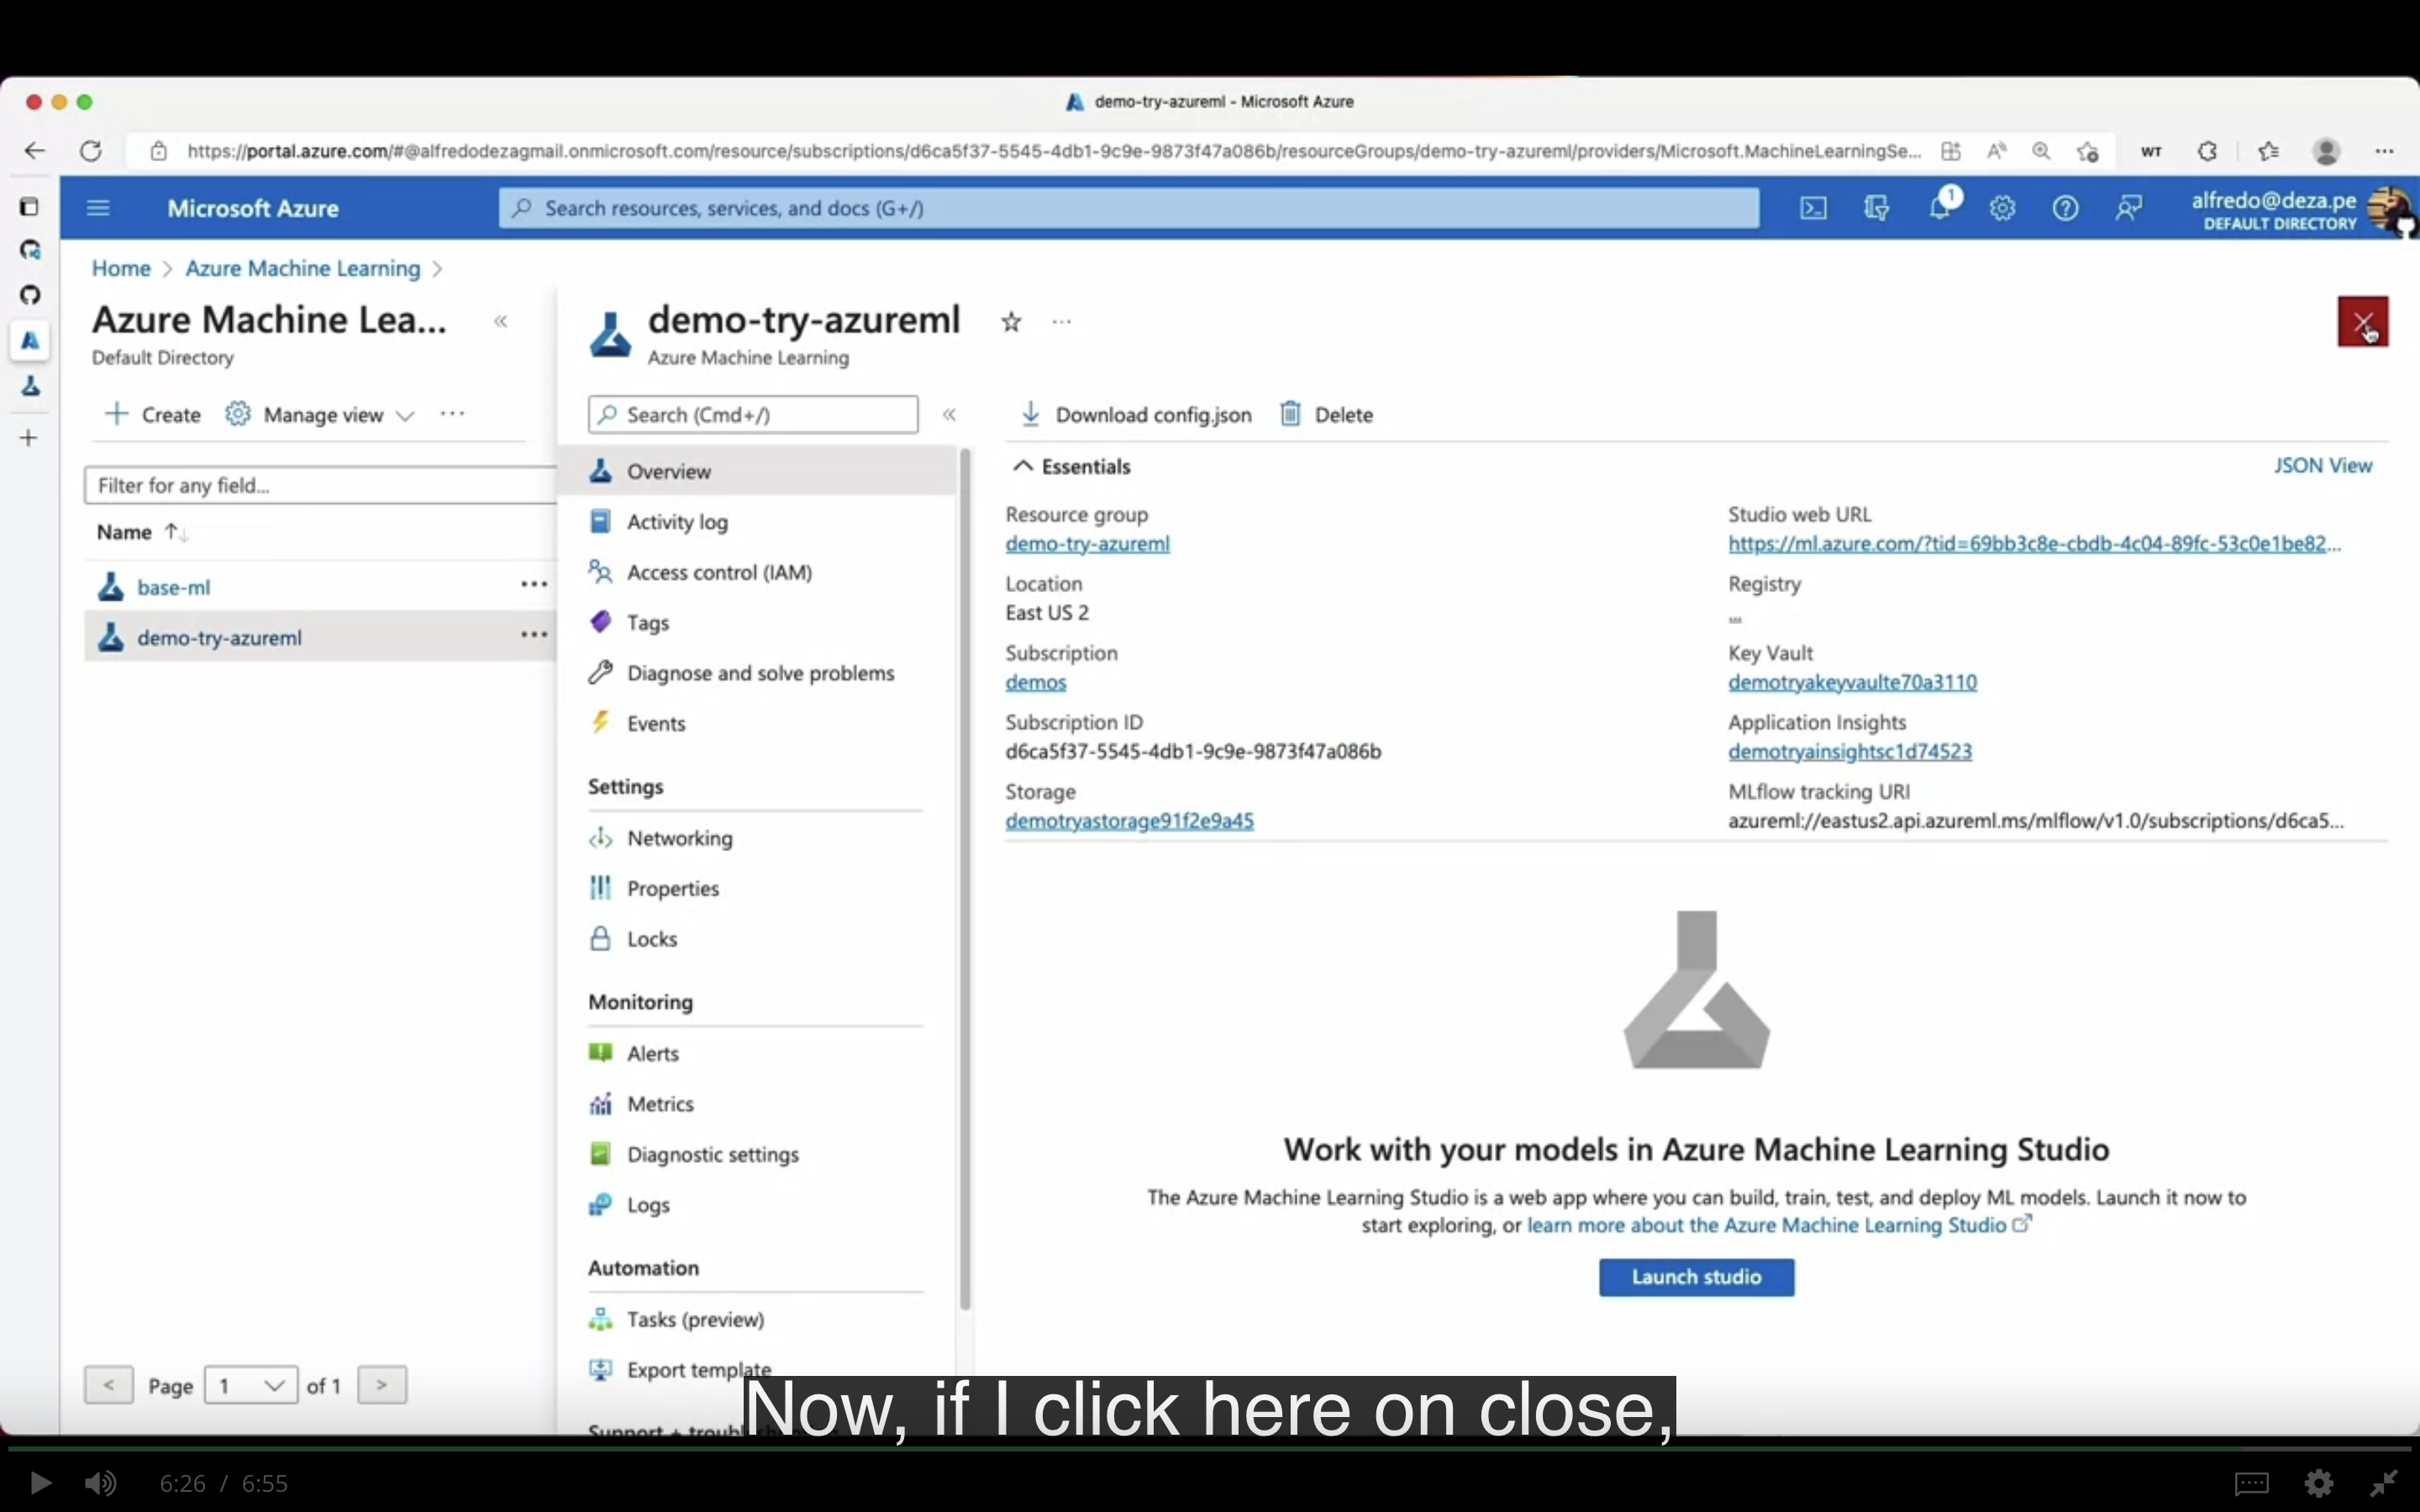 demo-try-azureml - Microsoft Azure
https://portal.azure.com/#@alfredodezagmail.onmicrosoft.com/resource/subscriptions/d6ca5f37-5545-4db1-9c9e-9873f47a086b/resourceGroups/demo-try-azureml/providers/Microsoft.MachineLearningSe...
WT
Microsoft Azure
Search resources, services, and docs (G+/)
1
alfredo@deza.pe
DEFAULT DIRECTORY
Home > Azure Machine Learning >
Azure Machine Lea... «
Default Directory
+ Create
Manage view
...
Filter for any field...
Name ↑↓
base-ml ...
demo-try-azureml ...
< Page 1 of 1 >
demo-try-azureml
...
Azure Machine Learning
Search (Cmd+/) «
Overview
Activity log
Access control (IAM)
Tags
Diagnose and solve problems
Events
Settings
Networking
Properties
Locks
Monitoring
Alerts
Metrics
Diagnostic settings
Logs
Automation
Tasks (preview)
Export template
Download config.json
Delete
Essentials
JSON View
Resource group
demo-try-azureml
Location
East US 2
Subscription
demos
Subscription ID
d6ca5f37-5545-4db1-9c9e-9873f47a086b
Storage
demotryastorage91f2e9a45
Studio web URL
https://ml.azure.com/?tid=69bb3c8e-cbdb-4c04-89fc-53c0e1be82...
Registry
...
Key Vault
demotryakeyvaulte70a3110
Application Insights
demotryainsightsc1d74523
MLflow tracking URI
azureml://eastus2.api.azureml.ms/mlflow/v1.0/subscriptions/d6ca5...
Work with your models in Azure Machine Learning Studio
The Azure Machine Learning Studio is a web app where you can build, train, test, and deploy ML models. Launch it now to
start exploring, or learn more about the Azure Machine Learning Studio
Launch studio
Now, if I click here on close,
6:26 / 6:55